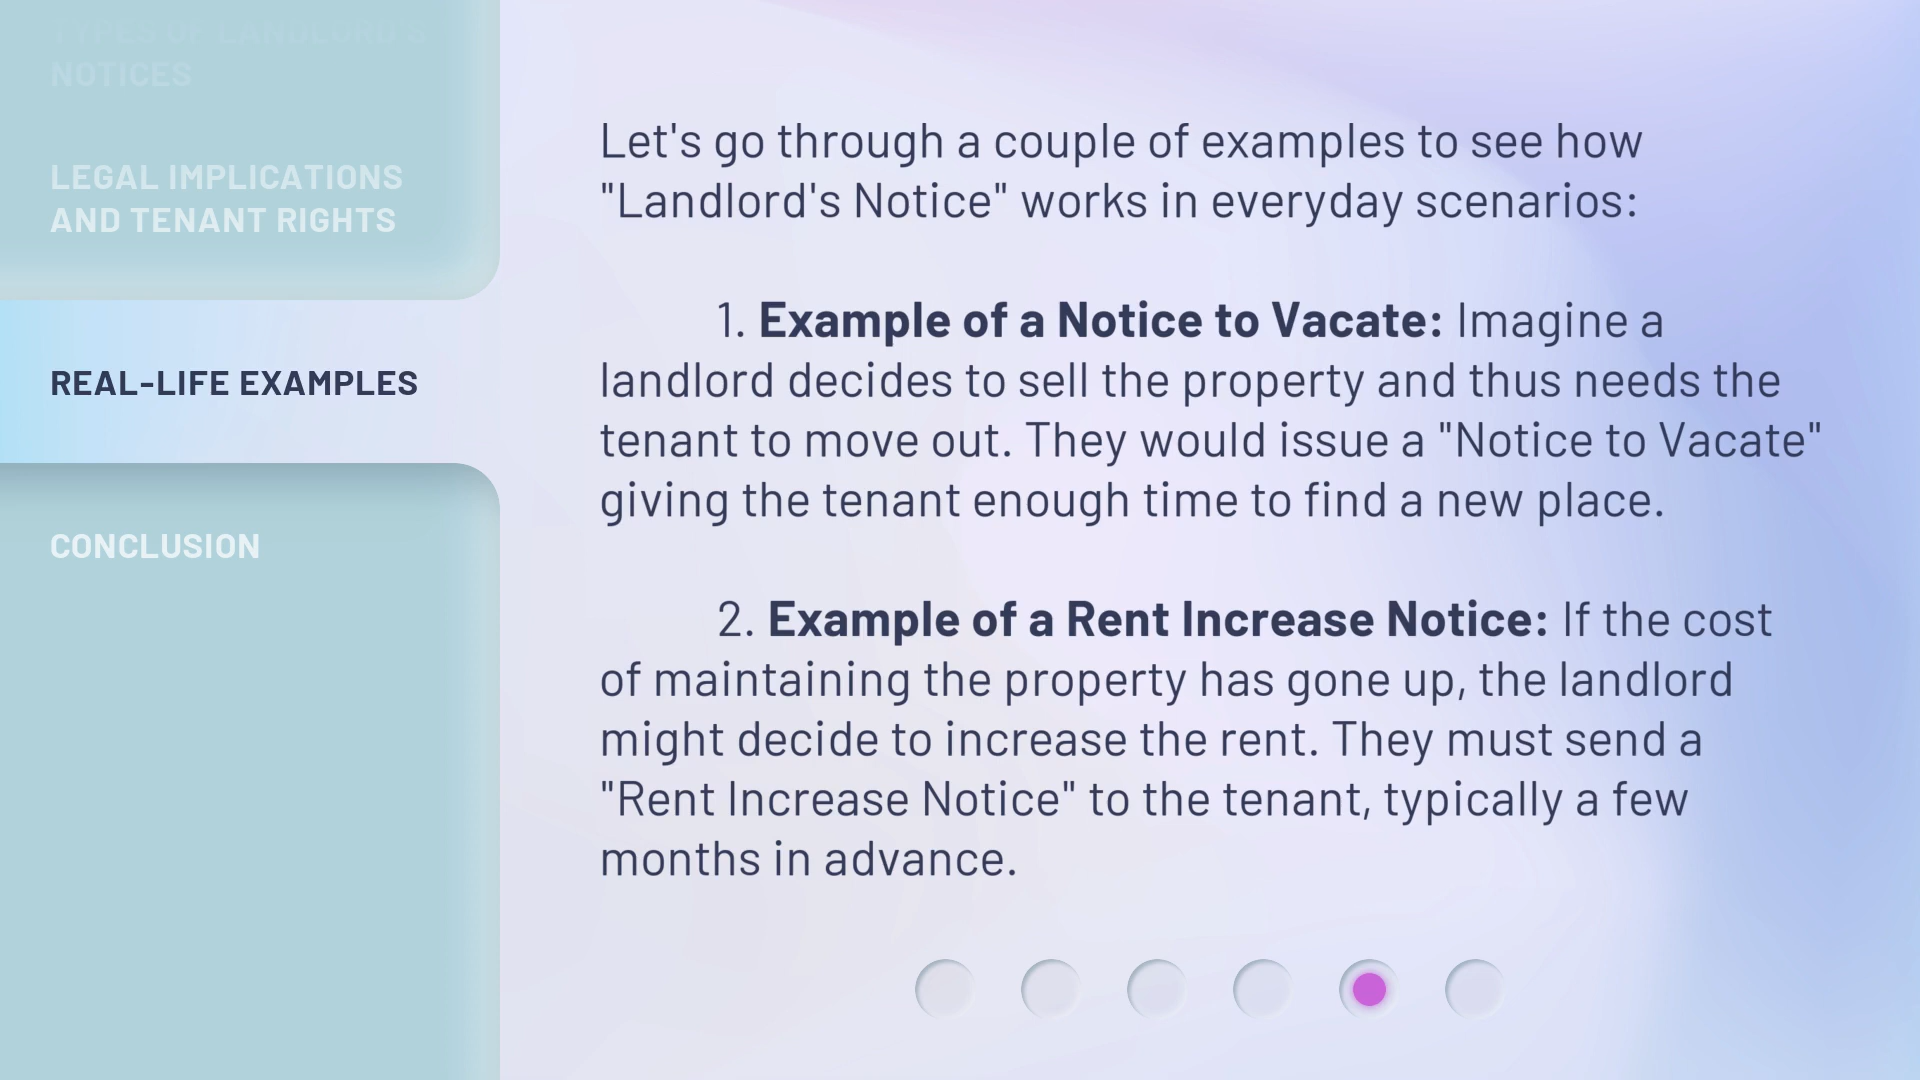 TYPES OF LANDLORD'S
NOTICES
LEGAL IMPLICATIONS
AND TENANT RIGHTS
REAL-LIFE EXAMPLES
CONCLUSION
Let's go through a couple of examples to see how
"Landlord's Notice" works in everyday scenarios:
1. Example of a Notice to Vacate: Imagine a
landlord decides to sell the property and thus needs the
tenant to move out. They would issue a "Notice to Vacate"
giving the tenant enough time to find a new place.
2. Example of a Rent Increase Notice: If the cost
of maintaining the property has gone up, the landlord
might decide to increase the rent. They must send a
"Rent Increase Notice" to the tenant, typically a few
months in advance.